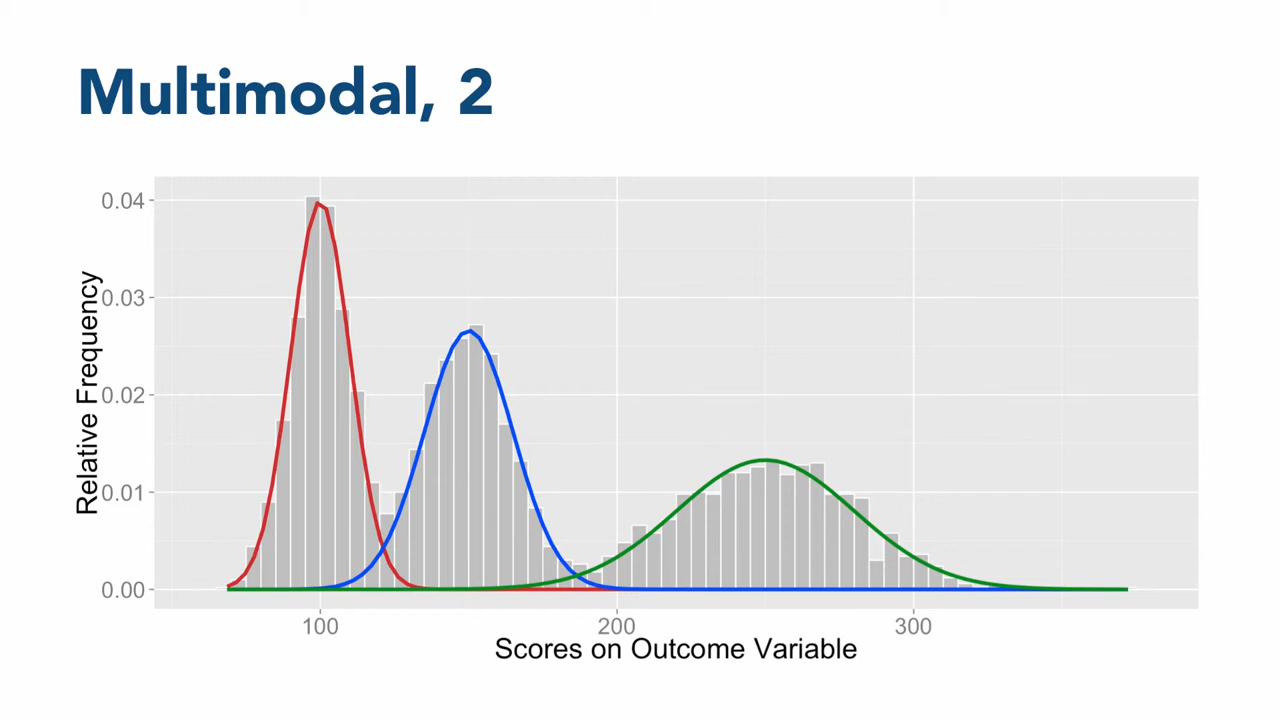 Multimodal, 2
0.04
0.03
0.02
0.01
0.00
Relative Frequency
100 200 300
Scores on Outcome Variable